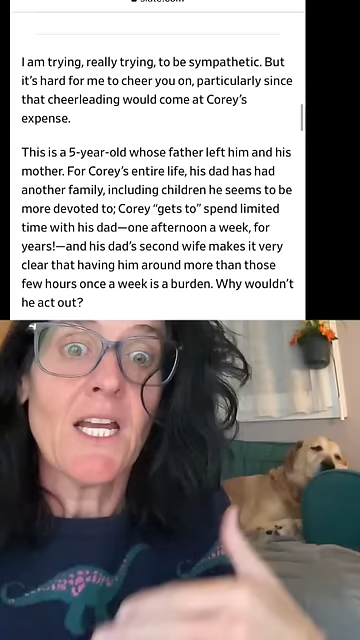 I am trying, really trying, to be sympathetic. But
it's hard for me to cheer you on, particularly since
that cheerleading would come at Corey's
expense.
This is a 5-year-old whose father left him and his
mother. For Corey's entire life, his dad has had
another family, including children he seems to be
more devoted to; Corey "gets to" spend limited
time with his dad—one afternoon a week, for
years!—and his dad's second wife makes it very
clear that having him around more than those
few hours once a week is a burden. Why wouldn't
he act out?